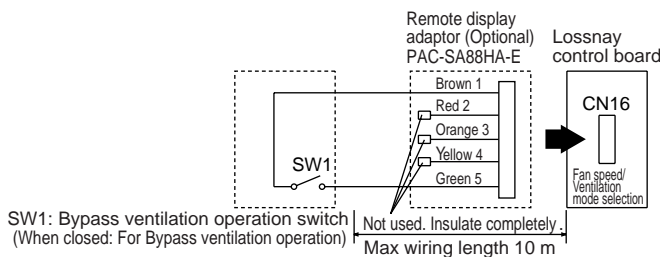 Remote display
adaptor (Optional)
PAC-SA88HA-E
Lossnay
control board
Brown 1
Red 2
Orange 3
Yellow 4
Green 5
CN16
Fan speed/
Ventilation
mode selection
SW1
SW1: Bypass ventilation operation switch
(When closed: For Bypass ventilation operation)
Not used. Insulate completely.
Max wiring length 10 m